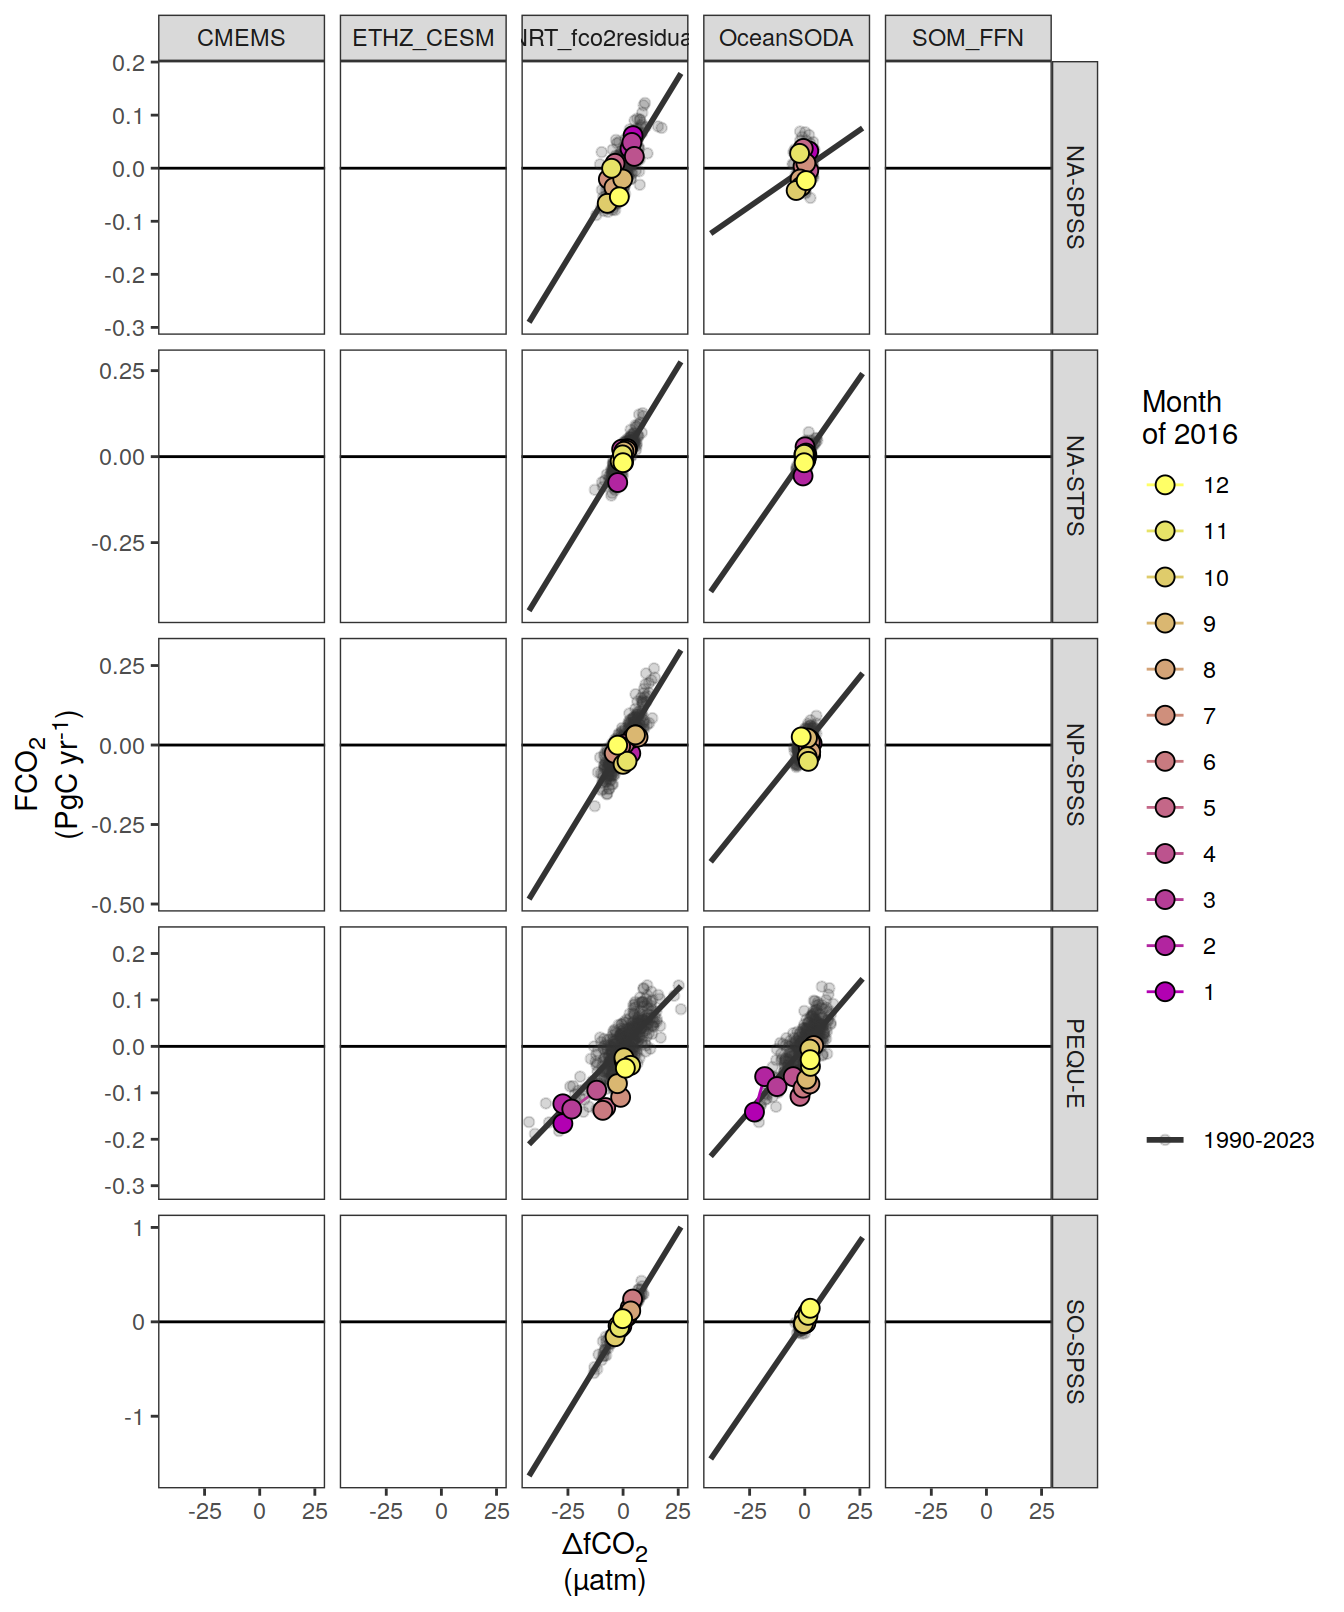 CMEMS ETHZ_CESM NRT_fco2residua OceanSODA SOM_FFN
0.2
0.1
0.0
-0.1
-0.2
-0.3
NA-SPSS
0.25
0.00
-0.25
NA-STPS
0.25
0.00
-0.25
-0.50
NP-SPSS
0.2
0.1
0.0
-0.1
-0.2
-0.3
PEQU-E
1
0
-1
SO-SPSS
FCO₂
(PgC yr⁻¹)
-25 0 25 -25 0 25 -25 0 25 -25 0 25 -25 0 25
ΔfCO₂
(µatm)
Month
of 2016
12
11
10
9
8
7
6
5
4
3
2
1
1990-2023